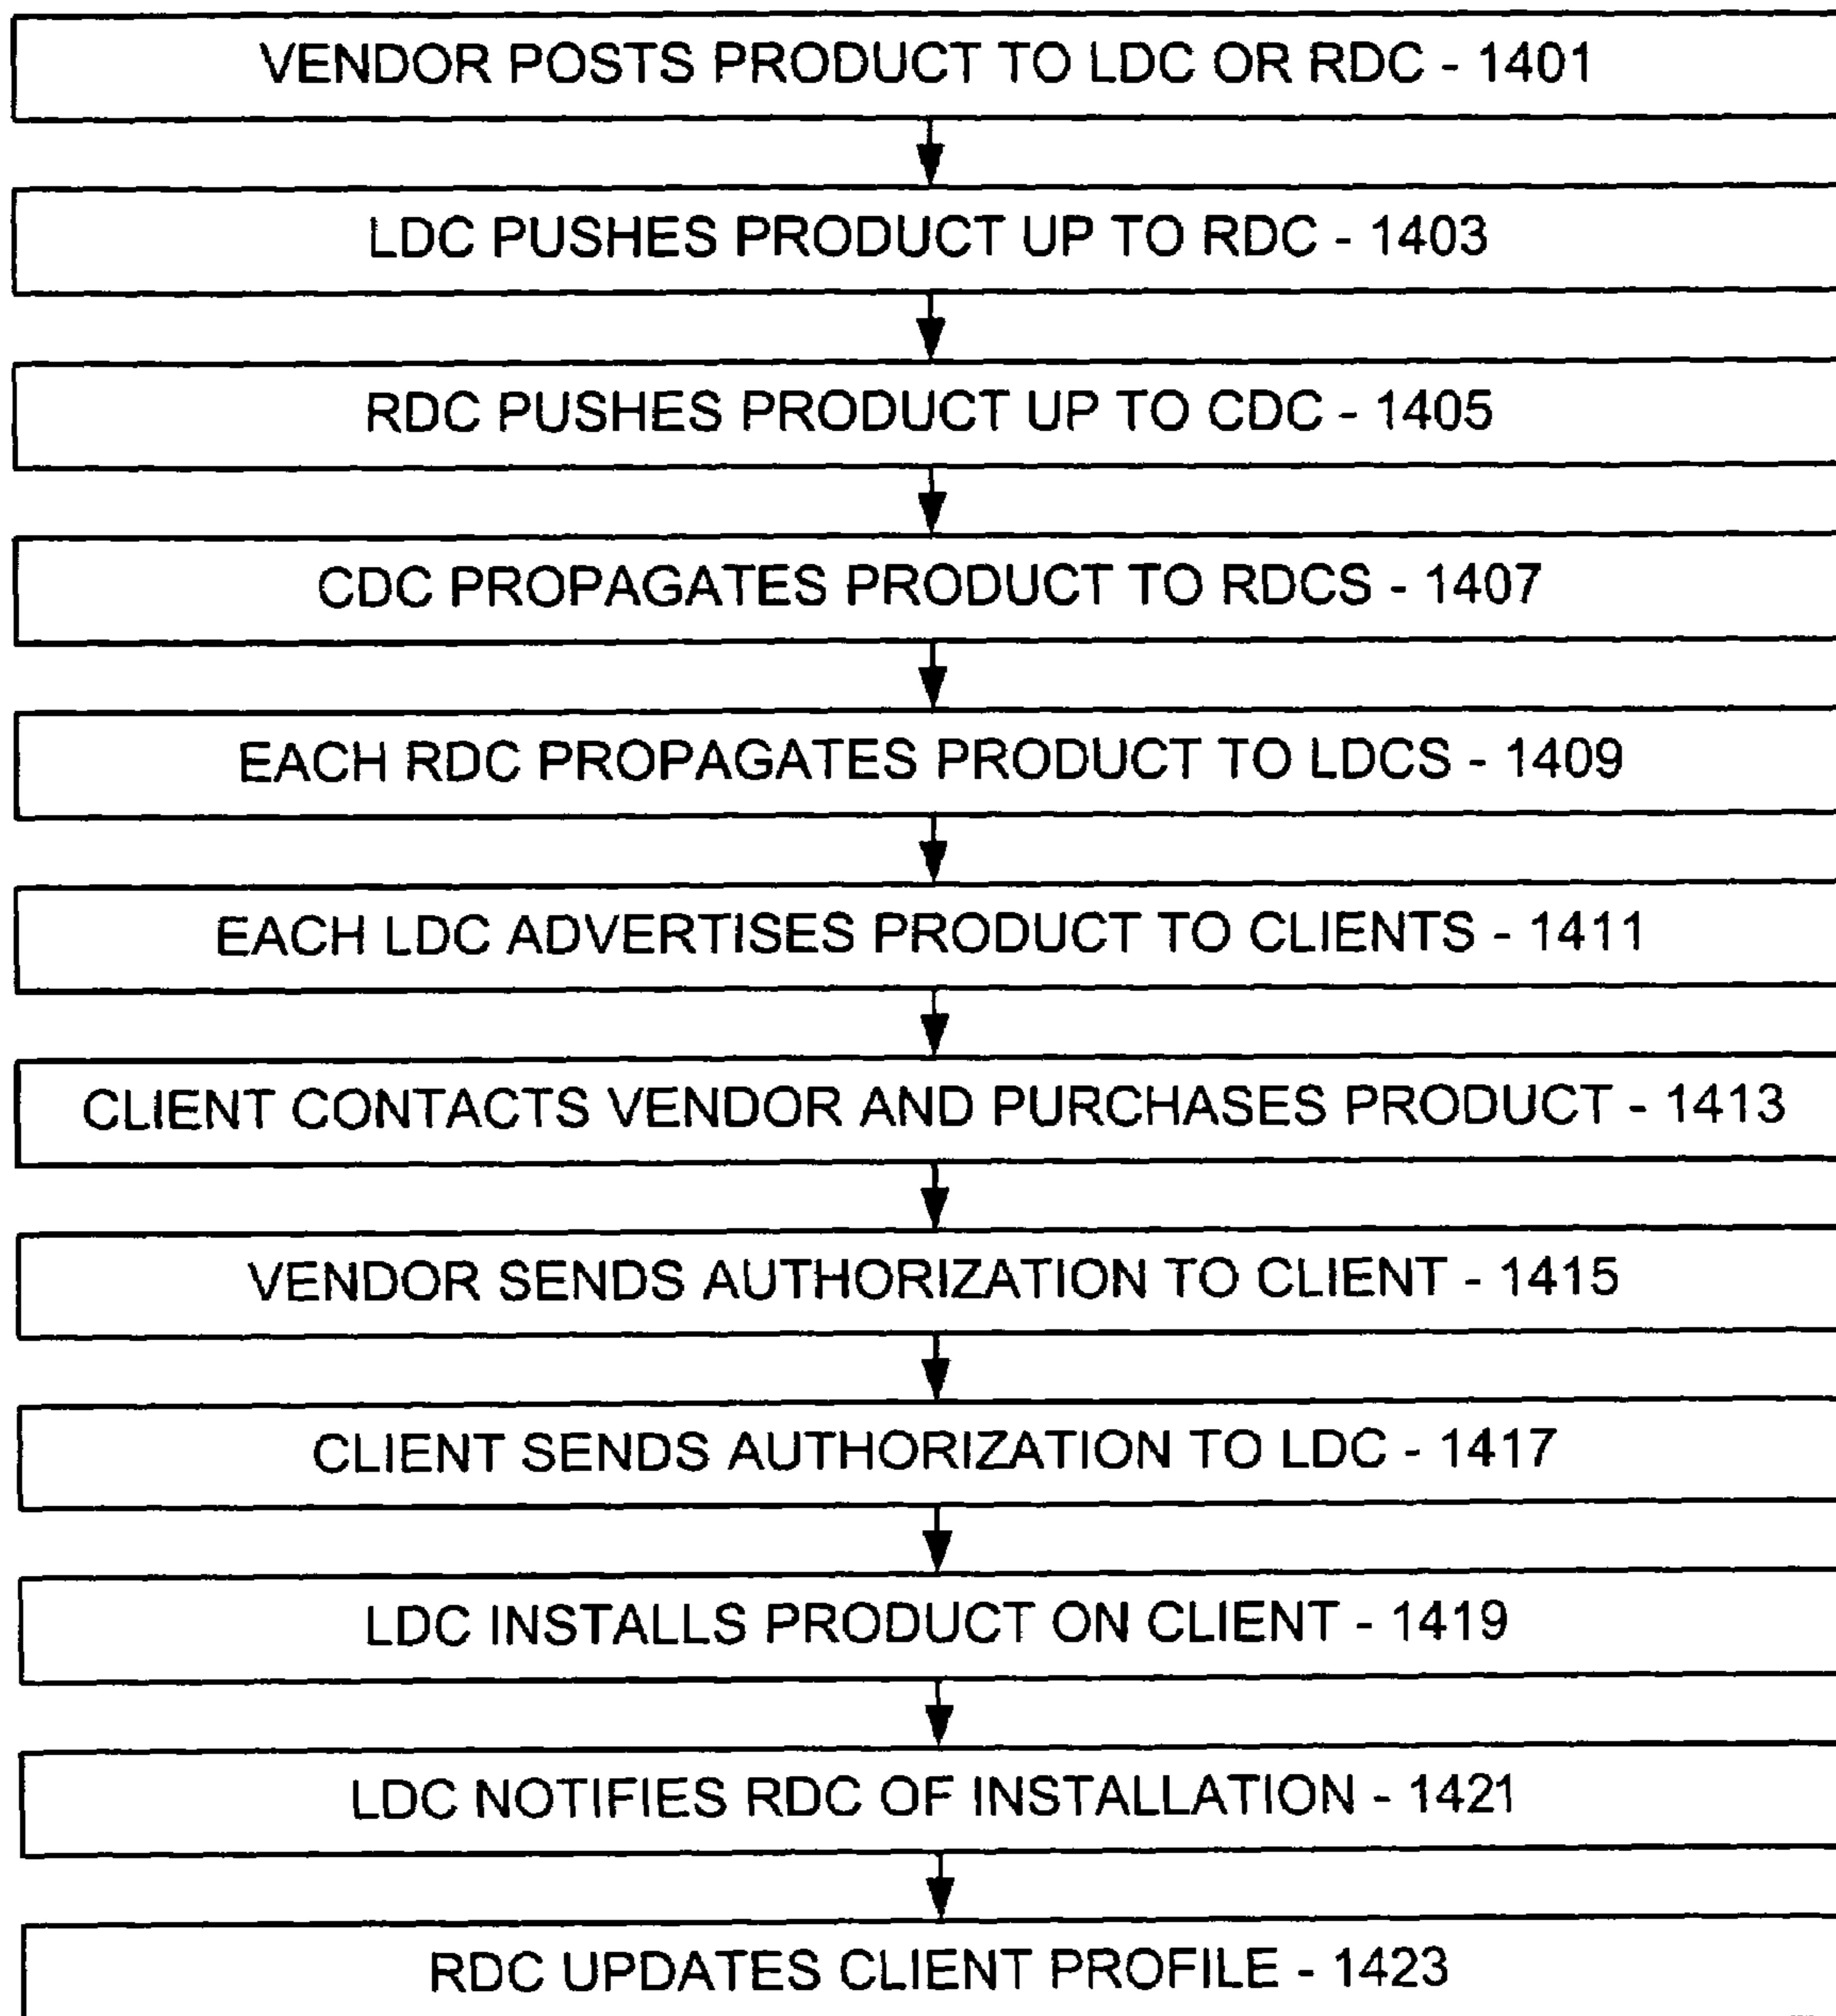 VENDOR POSTS PRODUCT TO LDC OR RDC - 1401
LDC PUSHES PRODUCT UP TO RDC - 1403
RDC PUSHES PRODUCT UP TO CDC - 1405
CDC PROPAGATES PRODUCT TO RDCS - 1407
EACH RDC PROPAGATES PRODUCT TO LDCS - 1409
EACH LDC ADVERTISES PRODUCT TO CLIENTS - 1411
CLIENT CONTACTS VENDOR AND PURCHASES PRODUCT - 1413
VENDOR SENDS AUTHORIZATION TO CLIENT - 1415
CLIENT SENDS AUTHORIZATION TO LDC - 1417
LDC INSTALLS PRODUCT ON CLIENT - 1419
LDC NOTIFIES RDC OF INSTALLATION - 1421
RDC UPDATES CLIENT PROFILE - 1423